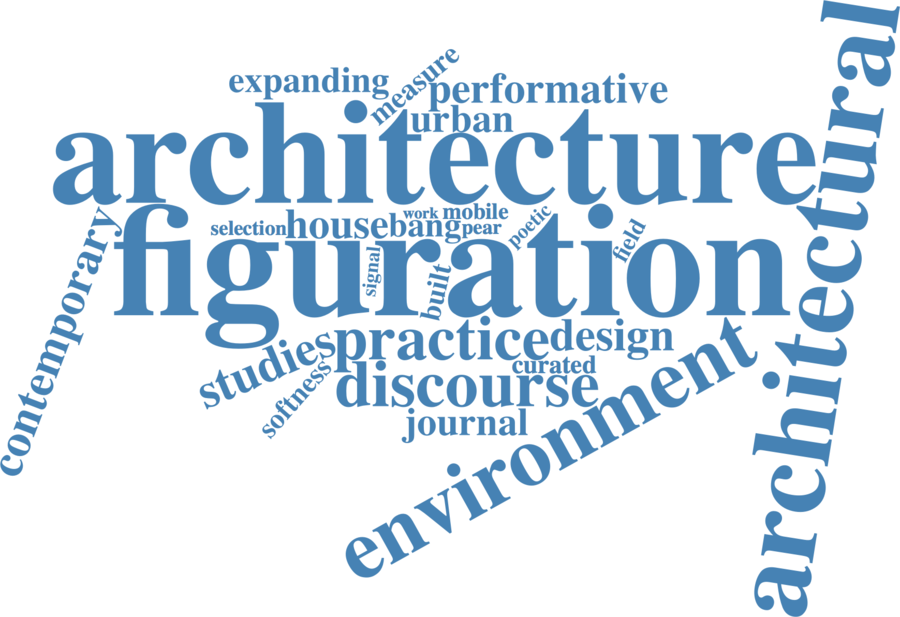 expanding
measure
performative
urban
architecture
architectural
contemporary
figuration
selection
house
bang
work
mobile
pear
poetic
field
signal
built
studies
practice
design
curated
softness
discourse
journal
environment